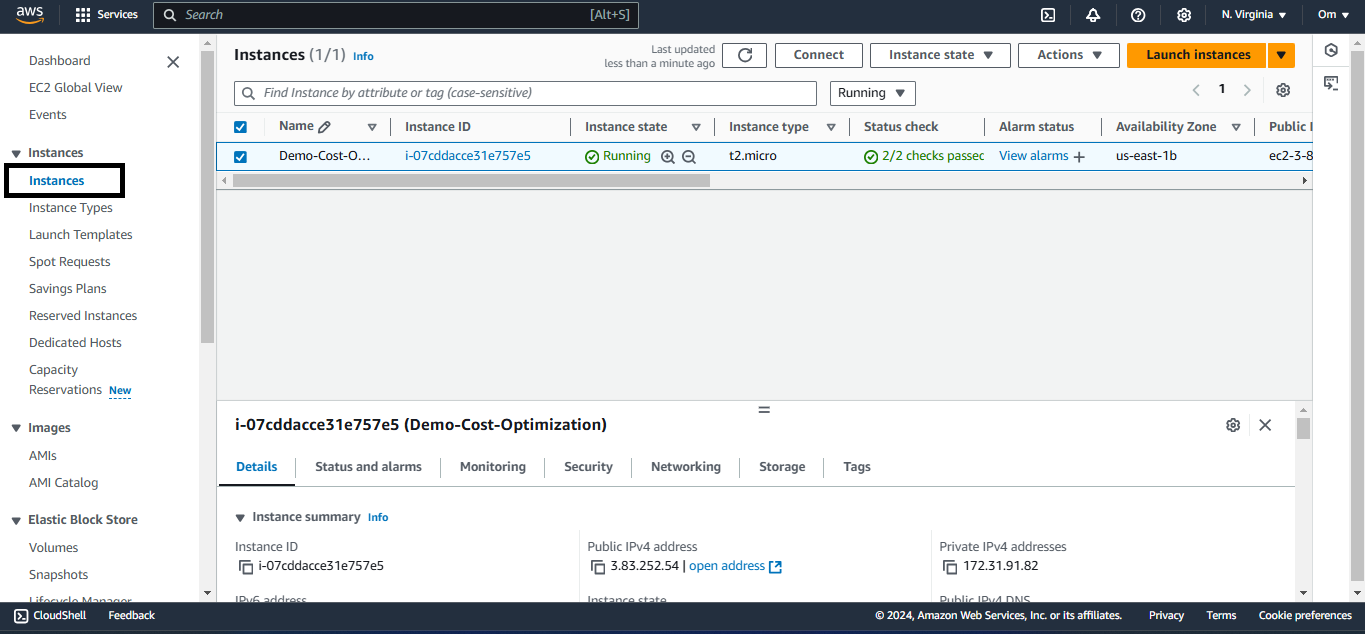 aws
Services
Search
[Alt+S]
N. Virginia
Om
Dashboard
EC2 Global View
Events
Instances
Instances
Instance Types
Launch Templates
Spot Requests
Savings Plans
Reserved Instances
Dedicated Hosts
Capacity
Reservations New
Images
AMIs
AMI Catalog
Elastic Block Store
Volumes
Snapshots
Lifecycle Manager
Instances (1/1) Info
Last updated
less than a minute ago
Connect
Instance state
Actions
Launch instances
Find Instance by attribute or tag (case-sensitive)
Running
1
Name
Instance ID
Instance state
Instance type
Status check
Alarm status
Availability Zone
Public I
Demo-Cost-O...
i-07cddacce31e757e5
Running
t2.micro
2/2 checks passed
View alarms +
us-east-1b
ec2-3-8
i-07cddacce31e757e5 (Demo-Cost-Optimization)
Details
Status and alarms
Monitoring
Security
Networking
Storage
Tags
Instance summary Info
Instance ID
i-07cddacce31e757e5
Public IPv4 address
3.83.252.54 | open address
Private IPv4 addresses
172.31.91.82
IPv6 address
Instance state
Public IPv4 DNS
CloudShell
Feedback
© 2024, Amazon Web Services, Inc. or its affiliates.
Privacy
Terms
Cookie preferences